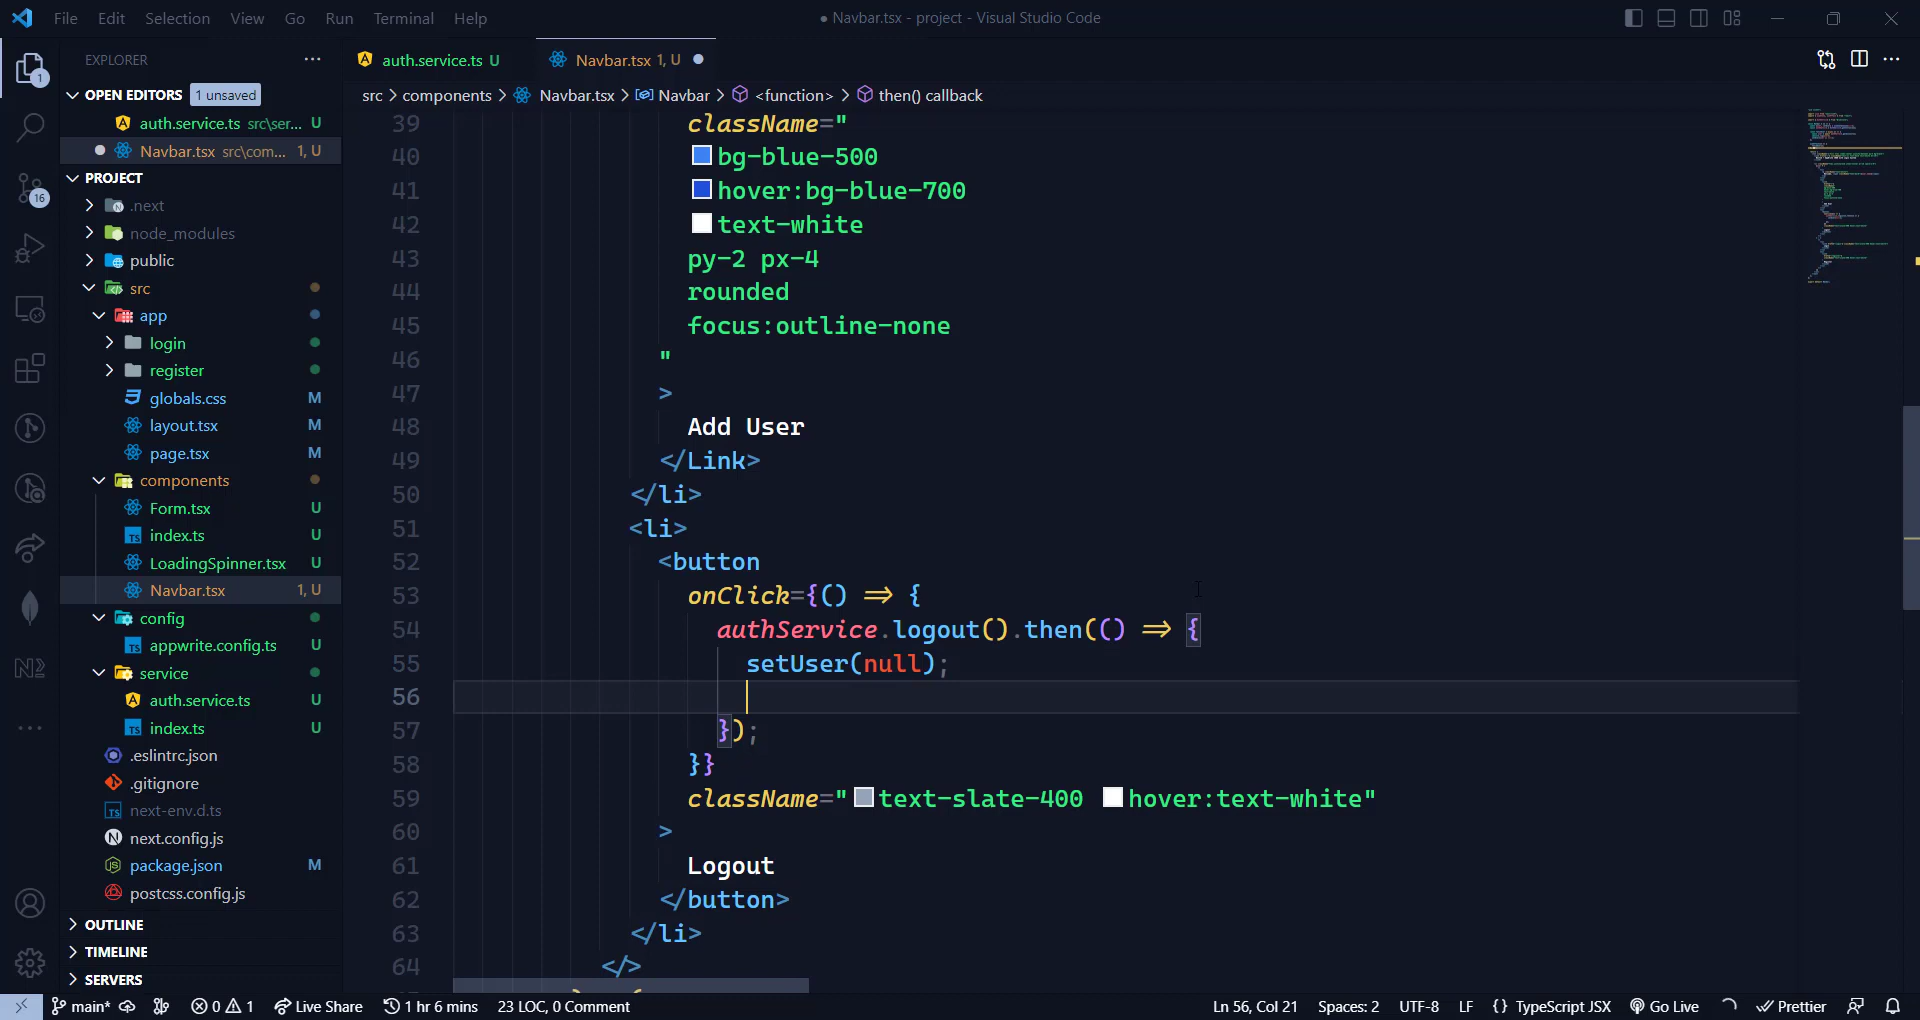 File Edit Selection View Go Run Terminal Help
● Navbar.tsx - project - Visual Studio Code
EXPLORER
auth.service.ts U
Navbar.tsx 1, U
OPEN EDITORS 1 unsaved
src > components > Navbar.tsx > Navbar > <function> > then() callback
auth.service.ts src\ser... U
Navbar.tsx src\com... 1, U
PROJECT
.next
node_modules
public
src
app
login
register
globals.css M
layout.tsx M
page.tsx M
components
Form.tsx U
index.ts U
LoadingSpinner.tsx U
Navbar.tsx 1, U
config
appwrite.config.ts U
service
auth.service.ts U
index.ts U
.eslintrc.json
.gitignore
next-env.d.ts
next.config.js
package.json M
postcss.config.js
OUTLINE
TIMELINE
SERVERS
1
16
39 className="
40 bg-blue-500
41 hover:bg-blue-700
42 text-white
43 py-2 px-4
44 rounded
45 focus:outline-none
46 "
47 >
48 Add User
49 </Link>
50 </li>
51 <li>
52 <button
53 onClick={() => {
54 authService.logout().then(() => {
55 setUser(null);
56
57 });
58 }}
59 className="text-slate-400 hover:text-white"
60 >
61 Logout
62 </button>
63 </li>
64 </>
main* 0 1 Live Share 1 hr 6 mins 23 LOC, 0 Comment Ln 56, Col 21 Spaces: 2 UTF-8 LF {} TypeScript JSX Go Live Prettier